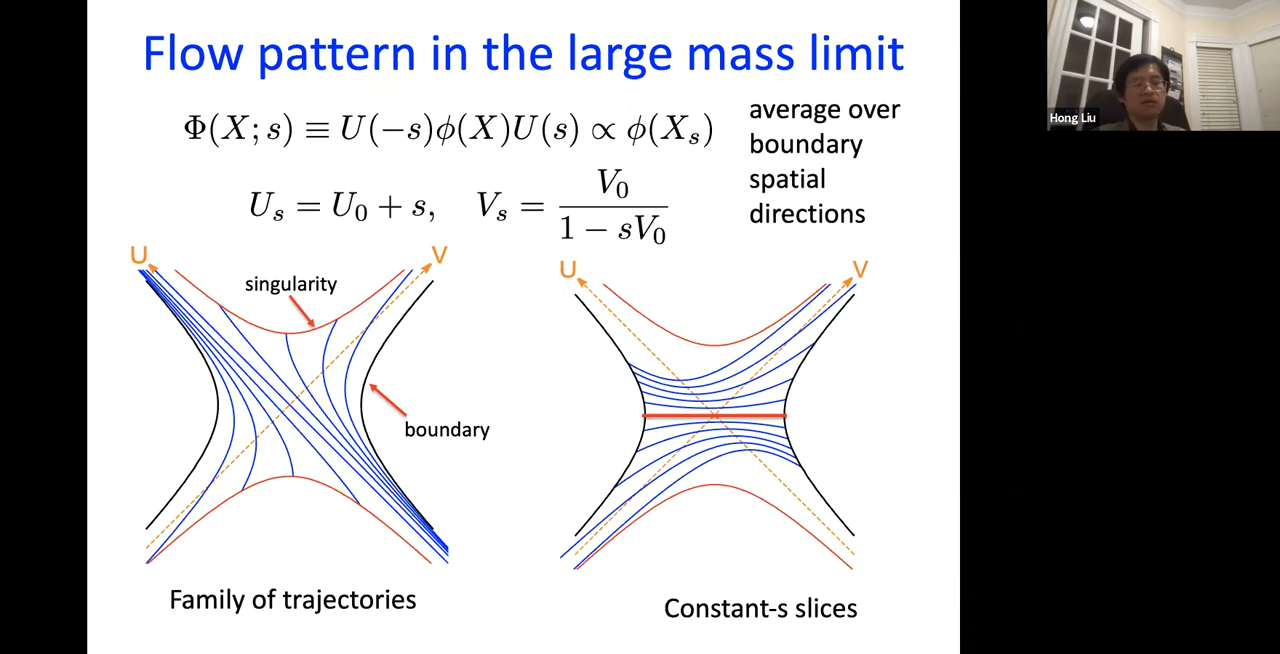 Flow pattern in the large mass limit
Φ(X; s) ≡ U(−s)ϕ(X)U(s) ∝ ϕ(X_s)
average over
boundary
spatial
directions
U_s = U_0 + s, V_s = V_0 / (1 − sV_0)
U
V
singularity
boundary
Family of trajectories
U
V
Constant-s slices
Hong Liu